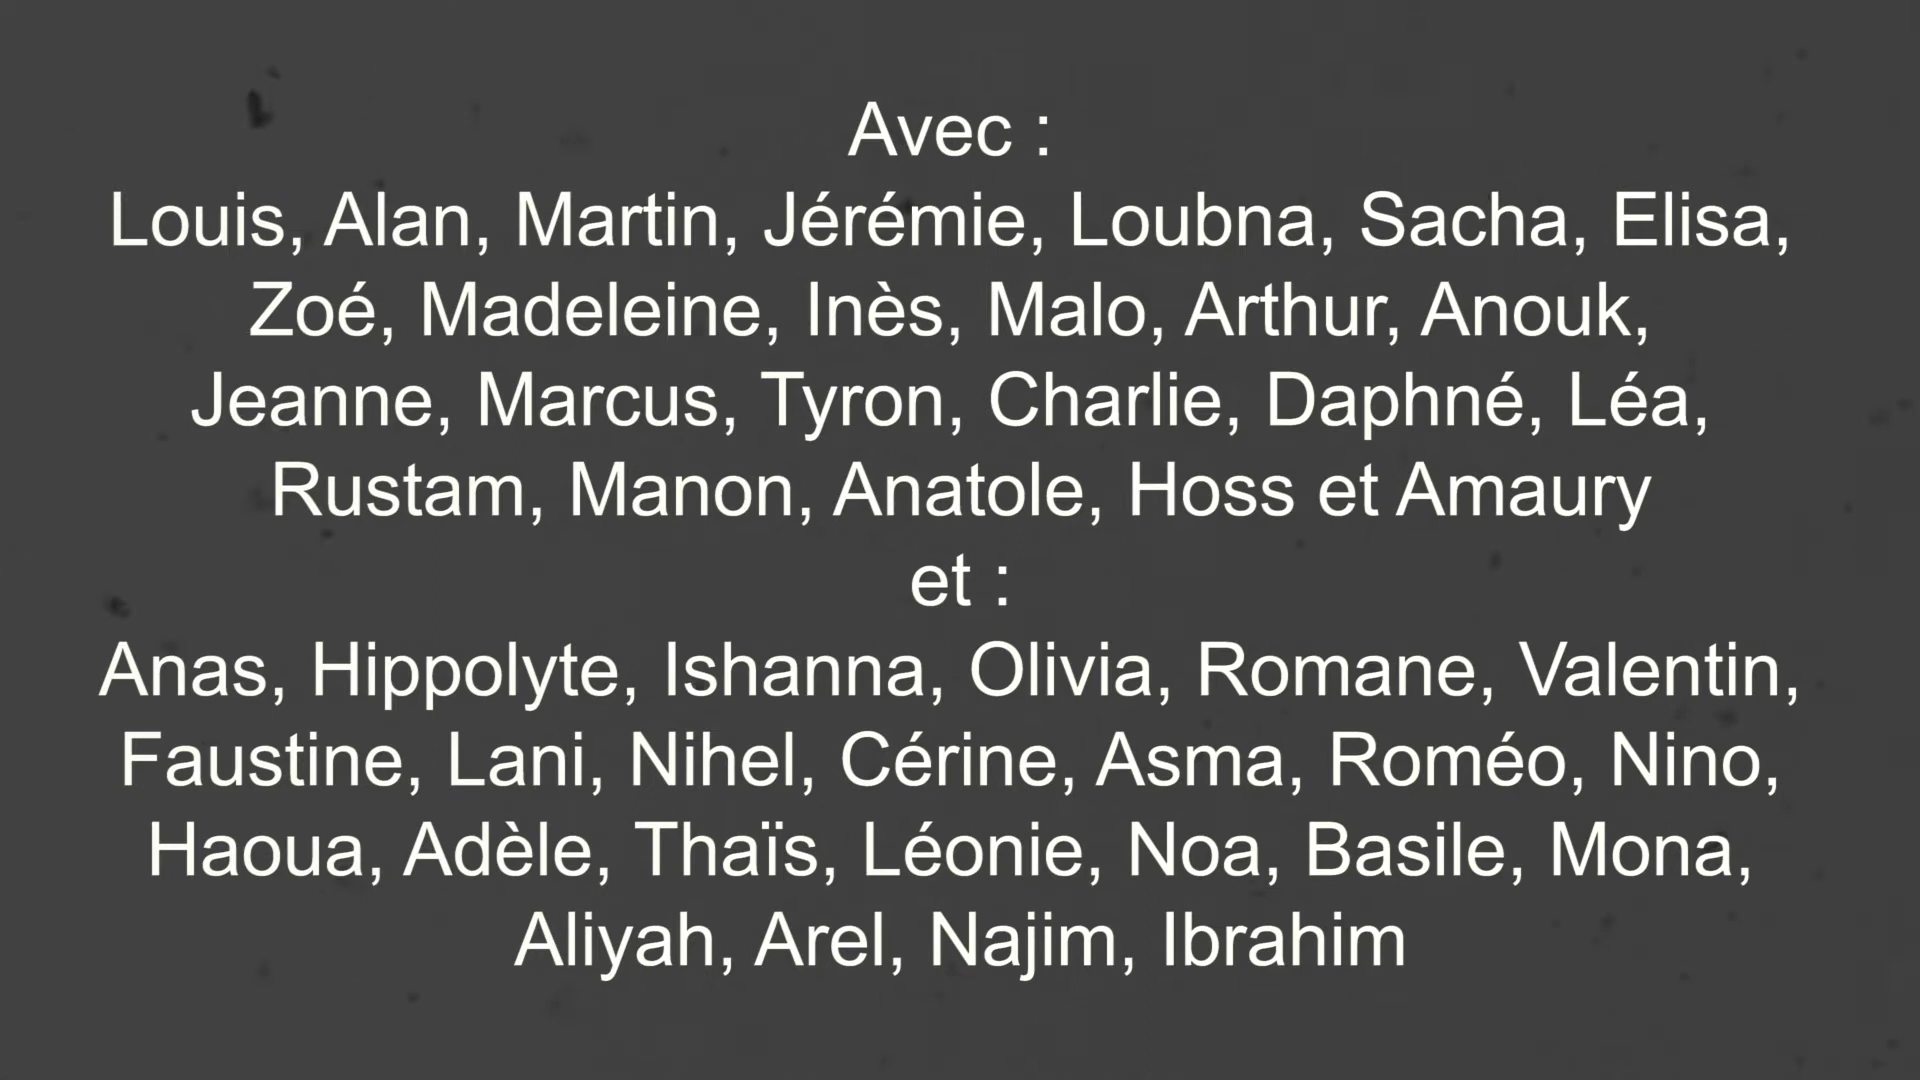 Avec :
Louis, Alan, Martin, Jérémie, Loubna, Sacha, Elisa,
Zoé, Madeleine, Inès, Malo, Arthur, Anouk,
Jeanne, Marcus, Tyron, Charlie, Daphné, Léa,
Rustam, Manon, Anatole, Hoss et Amaury
et :
Anas, Hippolyte, Ishanna, Olivia, Romane, Valentin,
Faustine, Lani, Nihel, Cérine, Asma, Roméo, Nino,
Haoua, Adèle, Thaïs, Léonie, Noa, Basile, Mona,
Aliyah, Arel, Najim, Ibrahim